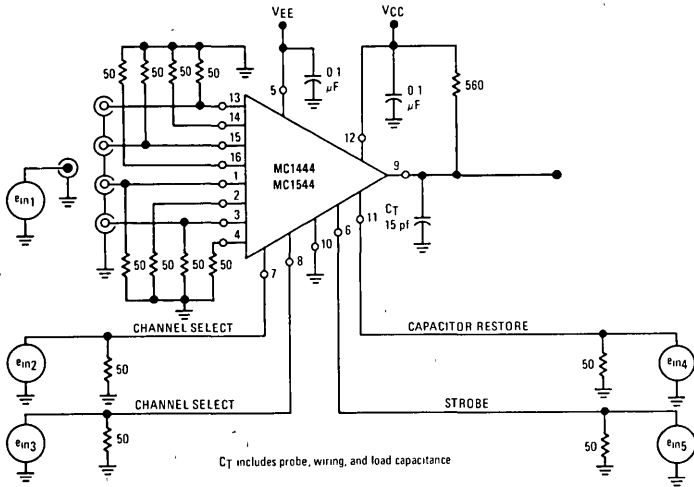 VEE
VCC
50 50 50 50
0 1
μF
0 1
μF
560
5
12
13
14
15
16
1
2
3
4
MC1444
MC1544
9
ein1
CT
15 pf
10 6 11
7 8
50 50 50 50
CHANNEL SELECT
CAPACITOR RESTORE
ein2
50
50
ein4
CHANNEL SELECT
STROBE
ein3
50
50
ein5
CT includes probe, wiring, and load capacitance